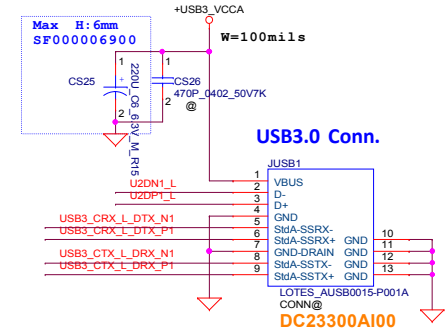 +USB3_VCCA
Max H:6mm
SF000006900
W=100mils
1
1
CS25
+
CS26
220U_C6_6.3V_M_R15
470P_0402_50V7K
2
2
@
USB3.0 Conn.
JUSB1
1 VBUS
U2DN1_L 2 D-
U2DP1_L 3 D+
4 GND
USB3_CRX_L_DTX_N1 5 StdA-SSRX-
USB3_CRX_L_DTX_P1 6 StdA-SSRX+ GND 10
7 GND-DRAIN GND 11
USB3_CTX_L_DRX_N1 8 StdA-SSTX- GND 12
USB3_CTX_L_DRX_P1 9 StdA-SSTX+ GND 13
LOTES_AUSB0015-P001A
CONN@
DC23300AI00